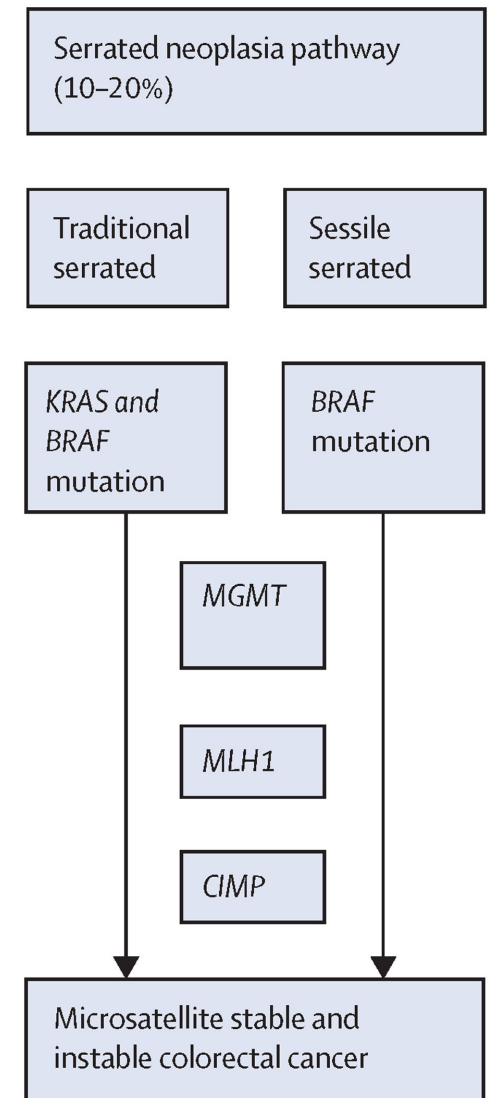 Serrated neoplasia pathway
(10–20%)
Traditional
serrated
Sessile
serrated
KRAS and
BRAF
mutation
BRAF
mutation
MGMT
MLH1
CIMP
Microsatellite stable and
instable colorectal cancer